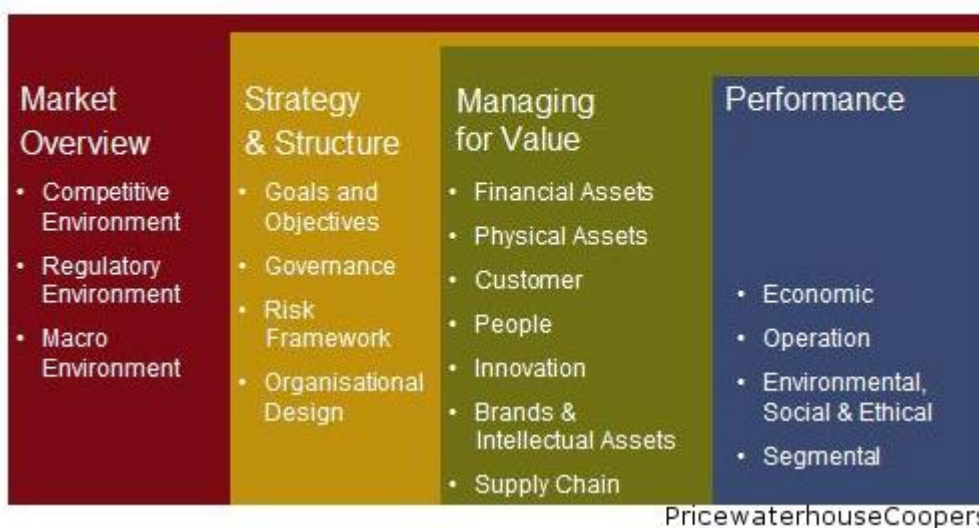 Market
Overview
• Competitive
Environment
• Regulatory
Environment
• Macro
Environment
Strategy
& Structure
• Goals and
Objectives
• Governance
• Risk
Framework
• Organisational
Design
Managing
for Value
• Financial Assets
• Physical Assets
• Customer
• People
• Innovation
• Brands &
Intellectual Assets
• Supply Chain
Performance
• Economic
• Operation
• Environmental,
Social & Ethical
• Segmental
PricewaterhouseCoopers